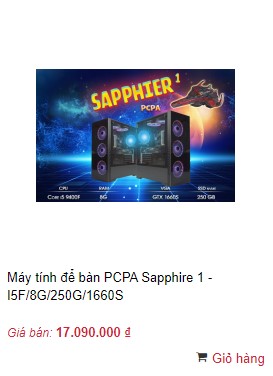 SAPPHIER 1
PCPA
CPU RAM VGA SSD
Core i5 9400F 8G GTX 1660S 250 GB
Máy tính để bàn PCPA Sapphire 1 -
I5F/8G/250G/1660S
Giá bán: 17.090.000 ₫
Giỏ hàng